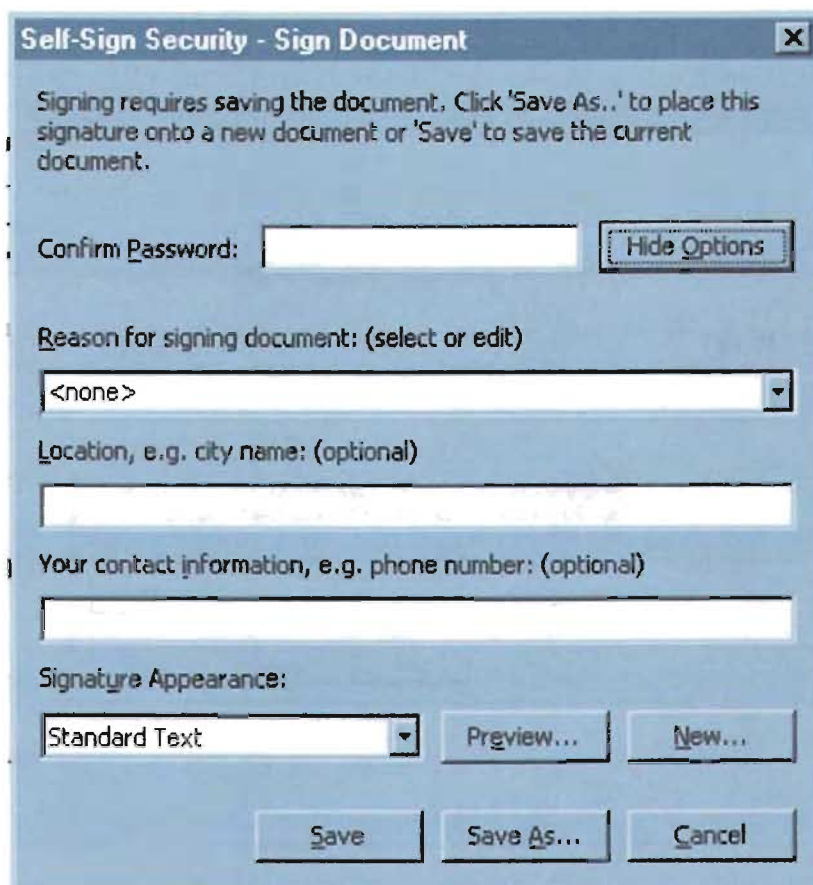 Self-Sign Security - Sign Document
Signing requires saving the document. Click 'Save As..' to place this
signature onto a new document or 'Save' to save the current
document.
Confirm Password:
Hide Options
Reason for signing document: (select or edit)
<none>
Location, e.g. city name: (optional)
Your contact information, e.g. phone number: (optional)
Signature Appearance:
Standard Text
Preview...
New...
Save
Save As...
Cancel